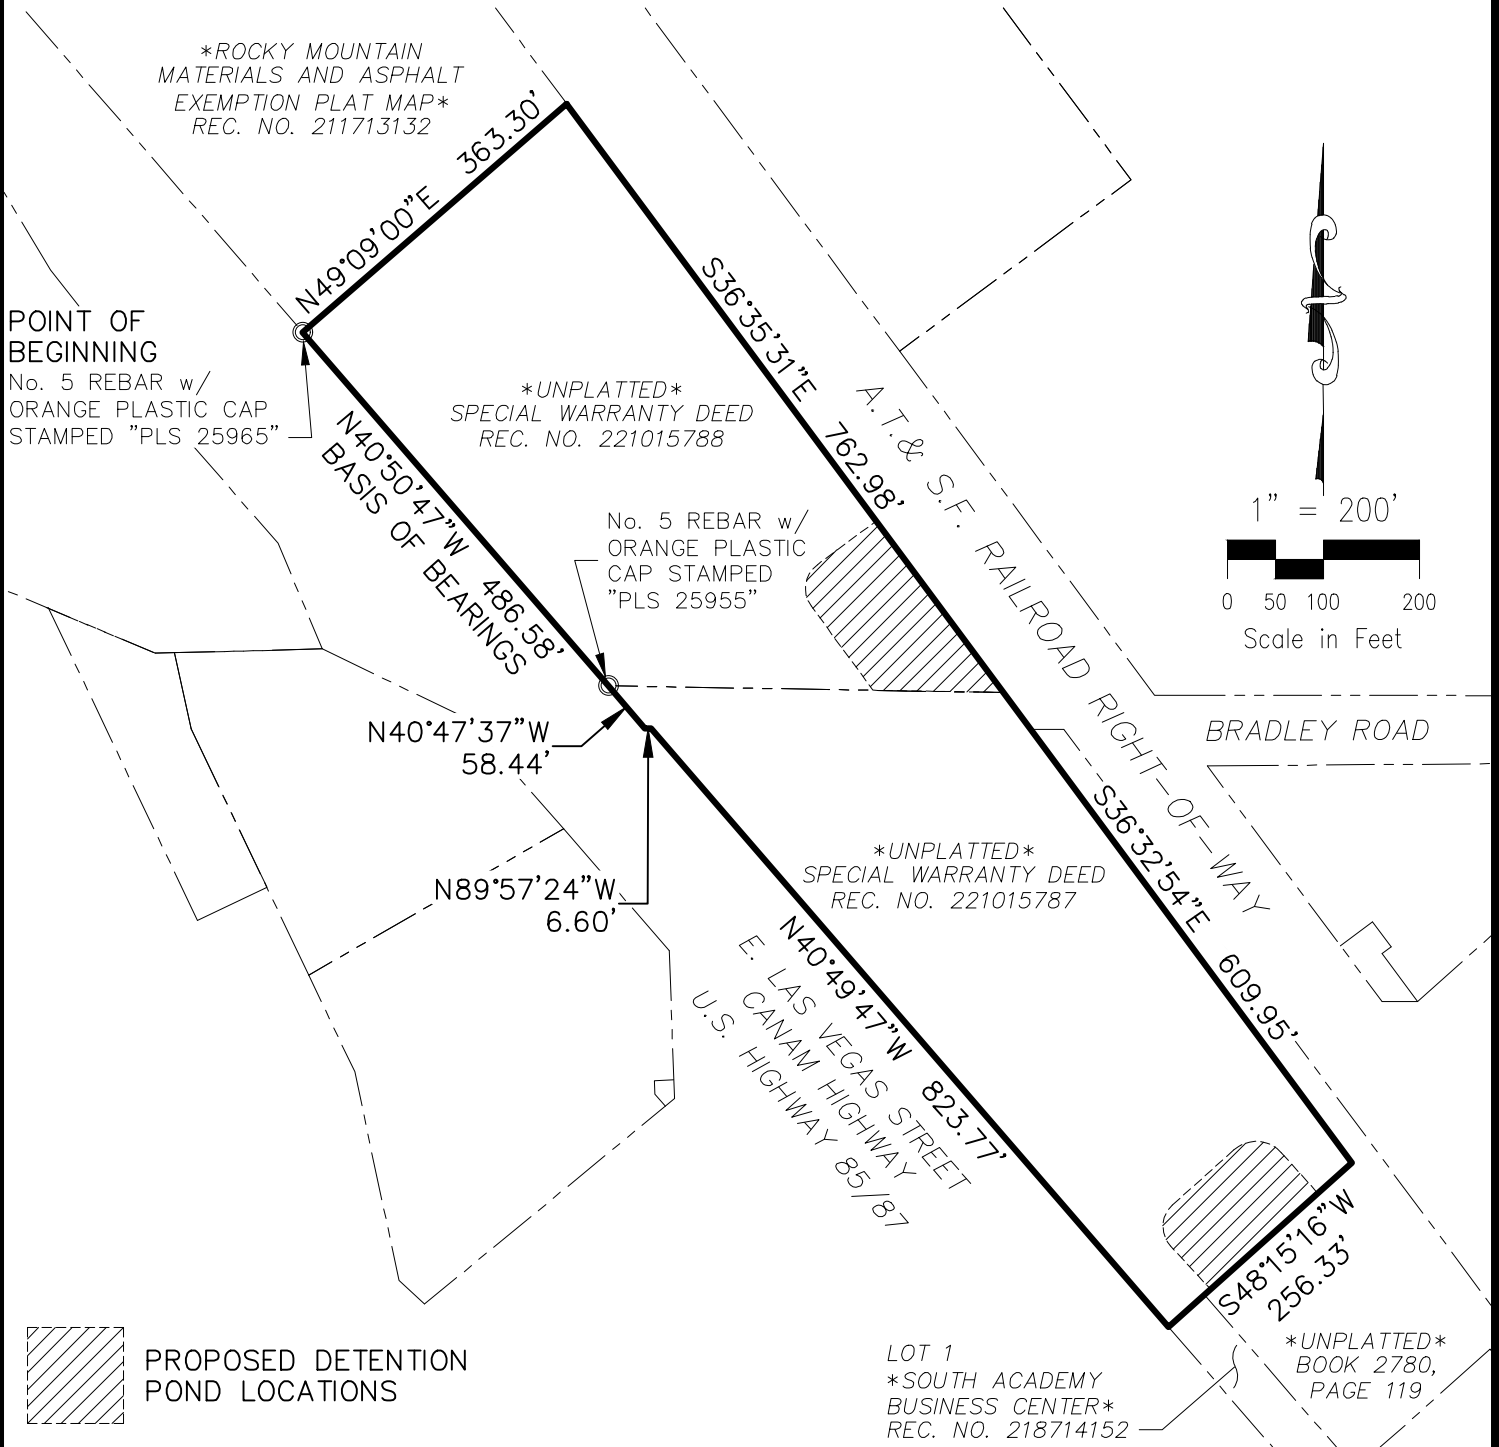 *ROCKY MOUNTAIN
MATERIALS AND ASPHALT
EXEMPTION PLAT MAP*
REC. NO. 211713132
N49°09'00"E 363.30'
POINT OF
BEGINNING
No. 5 REBAR w/
ORANGE PLASTIC CAP
STAMPED "PLS 25965"
S36°35'31"E 762.98'
*UNPLATTED*
SPECIAL WARRANTY DEED
REC. NO. 221015788
N40°50'47"W 486.58'
BASIS OF BEARINGS
A.T.& S.F. RAILROAD RIGHT-OF-WAY
1" = 200'
0 50 100 200
Scale in Feet
No. 5 REBAR w/
ORANGE PLASTIC
CAP STAMPED
"PLS 25955"
N40°47'37"W
58.44'
BRADLEY ROAD
S36°32'54"E 609.95'
*UNPLATTED*
SPECIAL WARRANTY DEED
REC. NO. 221015787
N89°57'24"W
6.60'
N40°49'47"W 823.77'
E. LAS VEGAS STREET
CANAM HIGHWAY
U.S. HIGHWAY 85/87
S48°15'16"W
256.33'
PROPOSED DETENTION
POND LOCATIONS
LOT 1
*SOUTH ACADEMY
BUSINESS CENTER*
REC. NO. 218714152
*UNPLATTED*
BOOK 2780,
PAGE 119